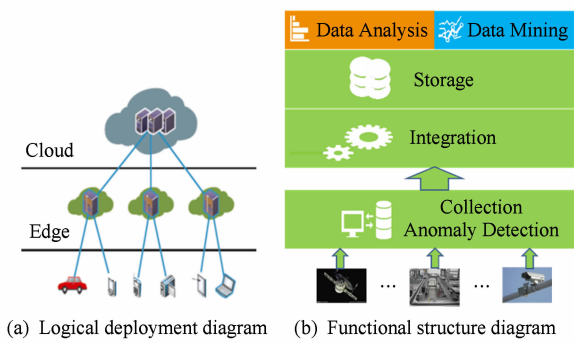 Cloud
Edge
(a) Logical deployment diagram
Data Analysis
Data Mining
Storage
Integration
Collection
Anomaly Detection
... ...
(b) Functional structure diagram